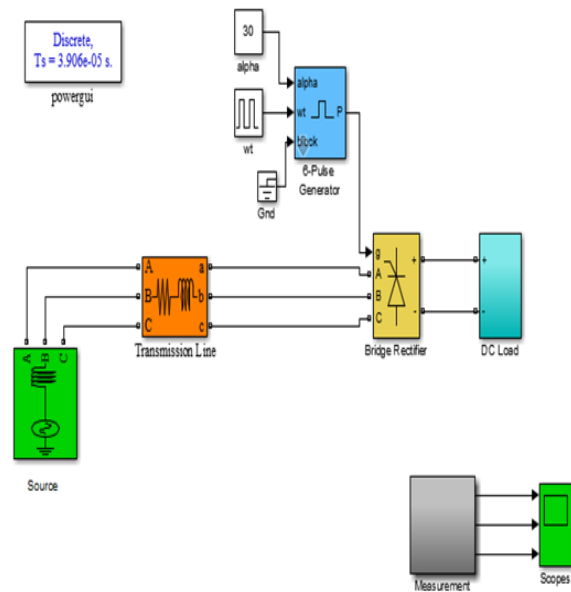 Discrete,
Ts = 3.906e-05 s.
powergui
30
alpha
wt
Gnd
alpha
wt
block
P
6-Pulse
Generator
A
B
C
a
b
c
Transmission Line
g
A
B
C
+
-
Bridge Rectifier
+
-
DC Load
A
B
C
Source
Measurement
Scopes